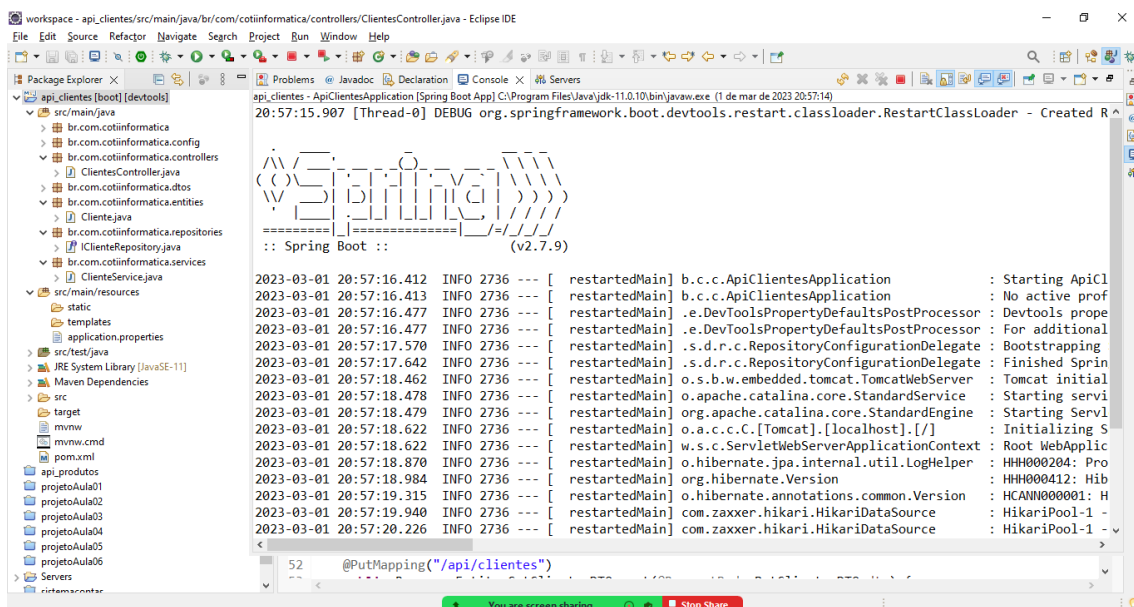 workspace - api_clientes/src/main/java/br/com/cotiinformatica/controllers/ClientesController.java - Eclipse IDE
File Edit Source Refactor Navigate Search Project Run Window Help
Package Explorer
Problems @ Javadoc Declaration Console Servers
api_clientes - ApiClientesApplication [Spring Boot App] C:\Program Files\Java\jdk-11.0.10\bin\javaw.exe (1 de mar de 2023 20:57:14)
api_clientes [boot] [devtools]
src/main/java
br.com.cotiinformatica
br.com.cotiinformatica.config
br.com.cotiinformatica.controllers
ClientesController.java
br.com.cotiinformatica.dtos
br.com.cotiinformatica.entities
Cliente.java
br.com.cotiinformatica.repositories
IClienteRepository.java
br.com.cotiinformatica.services
ClienteService.java
src/main/resources
static
templates
application.properties
src/test/java
JRE System Library [JavaSE-11]
Maven Dependencies
src
target
mvnw
mvnw.cmd
pom.xml
api_produtos
projetoAula01
projetoAula02
projetoAula03
projetoAula04
projetoAula05
projetoAula06
Servers
sistemacontas
20:57:15.907 [Thread-0] DEBUG org.springframework.boot.devtools.restart.classloader.RestartClassLoader - Created R
Spring
:: Spring Boot :: (v2.7.9)
2023-03-01 20:57:16.412 INFO 2736 --- [ restartedMain] b.c.c.ApiClientesApplication : Starting ApiCl
2023-03-01 20:57:16.413 INFO 2736 --- [ restartedMain] b.c.c.ApiClientesApplication : No active prof
2023-03-01 20:57:16.477 INFO 2736 --- [ restartedMain] .e.DevToolsPropertyDefaultsPostProcessor : Devtools prope
2023-03-01 20:57:16.477 INFO 2736 --- [ restartedMain] .e.DevToolsPropertyDefaultsPostProcessor : For additional
2023-03-01 20:57:17.570 INFO 2736 --- [ restartedMain] .s.d.r.c.RepositoryConfigurationDelegate : Bootstrapping
2023-03-01 20:57:17.642 INFO 2736 --- [ restartedMain] .s.d.r.c.RepositoryConfigurationDelegate : Finished Sprin
2023-03-01 20:57:18.462 INFO 2736 --- [ restartedMain] o.s.b.w.embedded.tomcat.TomcatWebServer : Tomcat initial
2023-03-01 20:57:18.478 INFO 2736 --- [ restartedMain] o.apache.catalina.core.StandardService : Starting servi
2023-03-01 20:57:18.479 INFO 2736 --- [ restartedMain] org.apache.catalina.core.StandardEngine : Starting Servl
2023-03-01 20:57:18.622 INFO 2736 --- [ restartedMain] o.a.c.c.C.[Tomcat].[localhost].[/] : Initializing S
2023-03-01 20:57:18.622 INFO 2736 --- [ restartedMain] w.s.c.ServletWebServerApplicationContext : Root WebApplic
2023-03-01 20:57:18.870 INFO 2736 --- [ restartedMain] o.hibernate.jpa.internal.util.LogHelper : HHH000204: Pro
2023-03-01 20:57:18.984 INFO 2736 --- [ restartedMain] org.hibernate.Version : HHH000412: Hib
2023-03-01 20:57:19.315 INFO 2736 --- [ restartedMain] o.hibernate.annotations.common.Version : HCANN000001: H
2023-03-01 20:57:19.940 INFO 2736 --- [ restartedMain] com.zaxxer.hikari.HikariDataSource : HikariPool-1 -
2023-03-01 20:57:20.226 INFO 2736 --- [ restartedMain] com.zaxxer.hikari.HikariDataSource : HikariPool-1 -
52 @PutMapping("/api/clientes")
You are screen sharing Stop Share